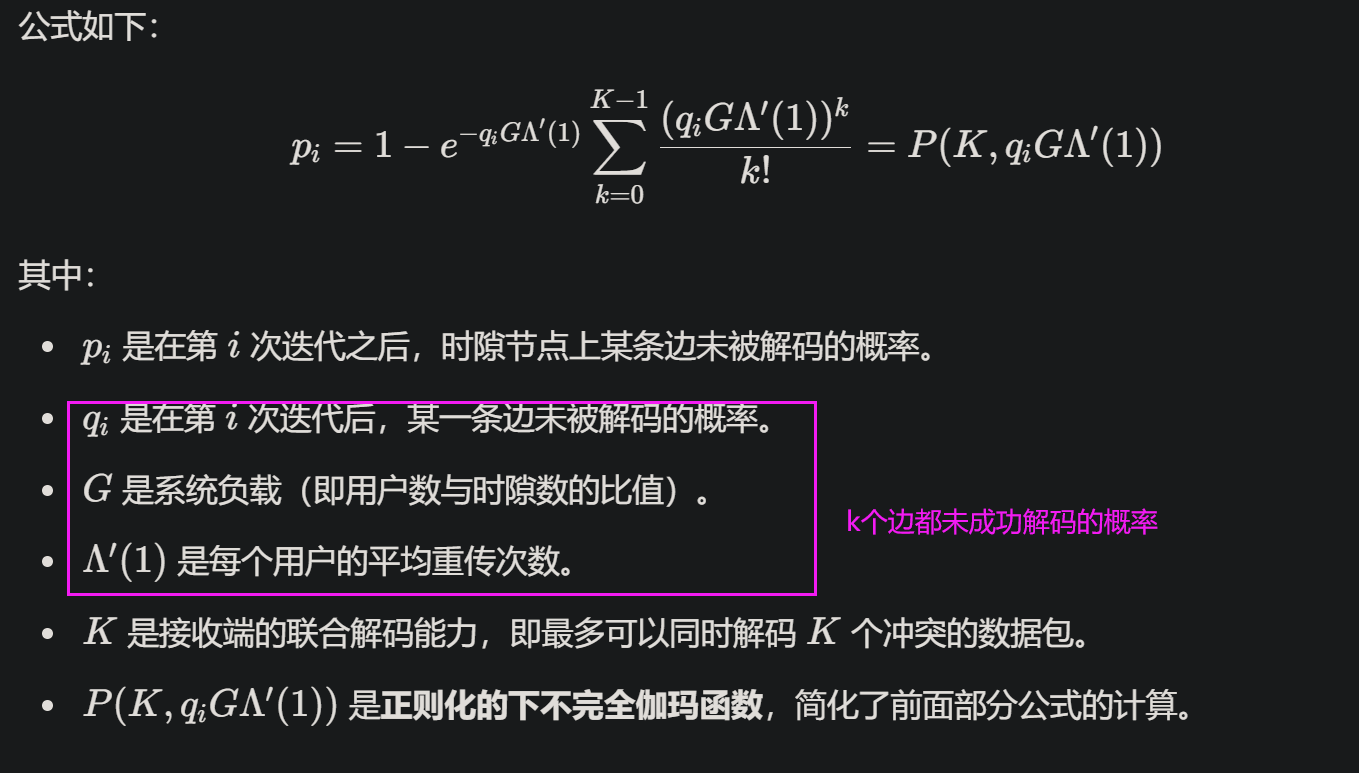 公式如下：
$$p_i = 1 - e^{-q_i G\Lambda'(1)} \sum_{k=0}^{K-1} \frac{(q_i G\Lambda'(1))^k}{k!} = P(K, q_i G\Lambda'(1))$$
其中：
• $p_i$ 是在第 $i$ 次迭代之后，时隙节点上某条边未被解码的概率。
• $q_i$ 是在第 $i$ 次迭代后，某一条边未被解码的概率。
• $G$ 是系统负载（即用户数与时隙数的比值）。
k个边都未成功解码的概率
• $\Lambda'(1)$ 是每个用户的平均重传次数。
• $K$ 是接收端的联合解码能力，即最多可以同时解码 $K$ 个冲突的数据包。
• $P(K, q_i G\Lambda'(1))$ 是正则化的下不完全伽玛函数，简化了前面部分公式的计算。